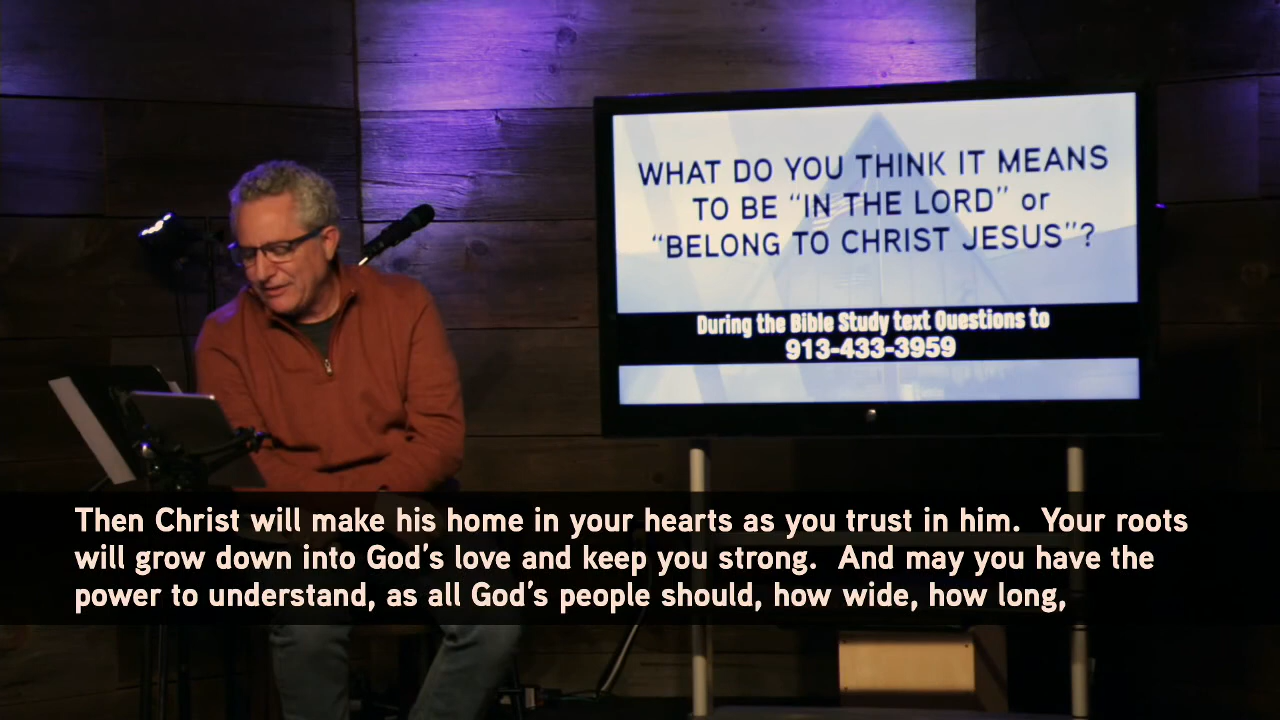 WHAT DO YOU THINK IT MEANS
TO BE “IN THE LORD” or
“BELONG TO CHRIST JESUS”?
During the Bible Study text Questions to
913-433-3959
Then Christ will make his home in your hearts as you trust in him. Your roots
will grow down into God's love and keep you strong. And may you have the
power to understand, as all God's people should, how wide, how long,